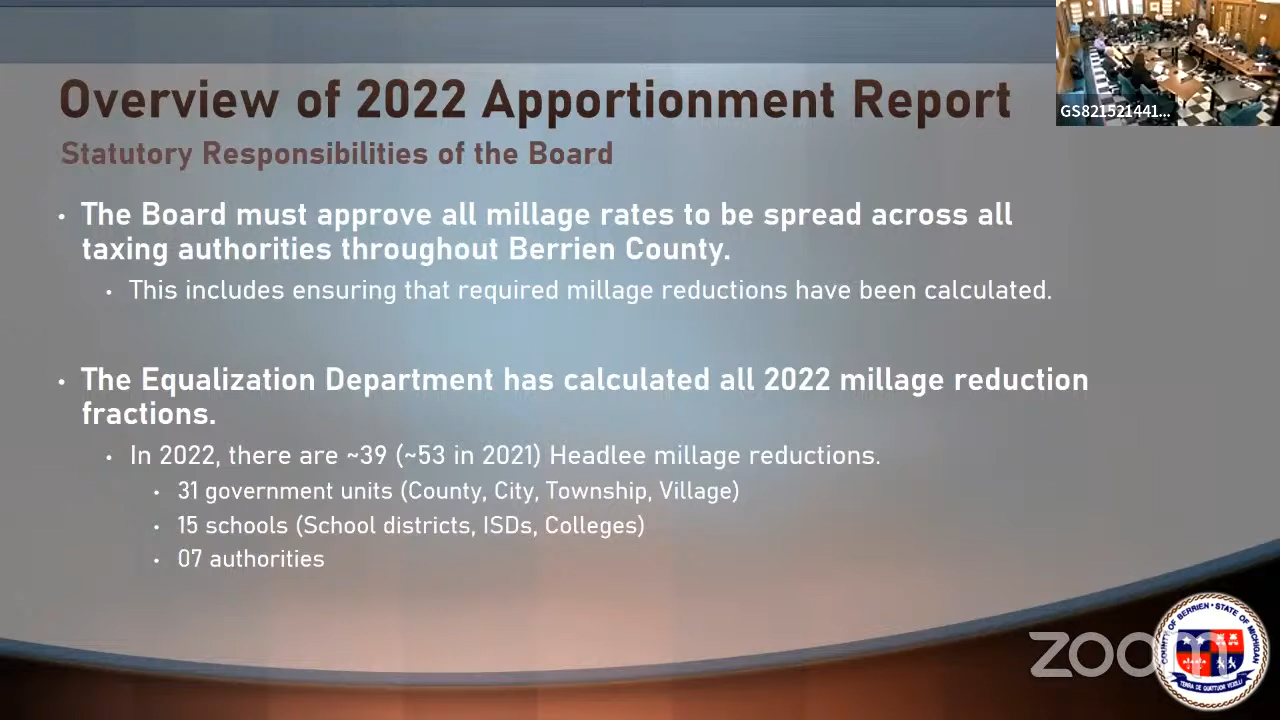 Overview of 2022 Apportionment Report
Statutory Responsibilities of the Board
• The Board must approve all millage rates to be spread across all
taxing authorities throughout Berrien County.
• This includes ensuring that required millage reductions have been calculated.
• The Equalization Department has calculated all 2022 millage reduction
fractions.
• In 2022, there are ~39 (~53 in 2021) Headlee millage reductions.
• 31 government units (County, City, Township, Village)
• 15 schools (School districts, ISDs, Colleges)
• 07 authorities
GS821521441...
zoom
COUNTY OF BERRIEN • STATE OF MICHIGAN
TERRA DE QUATTUOR VEXILLI